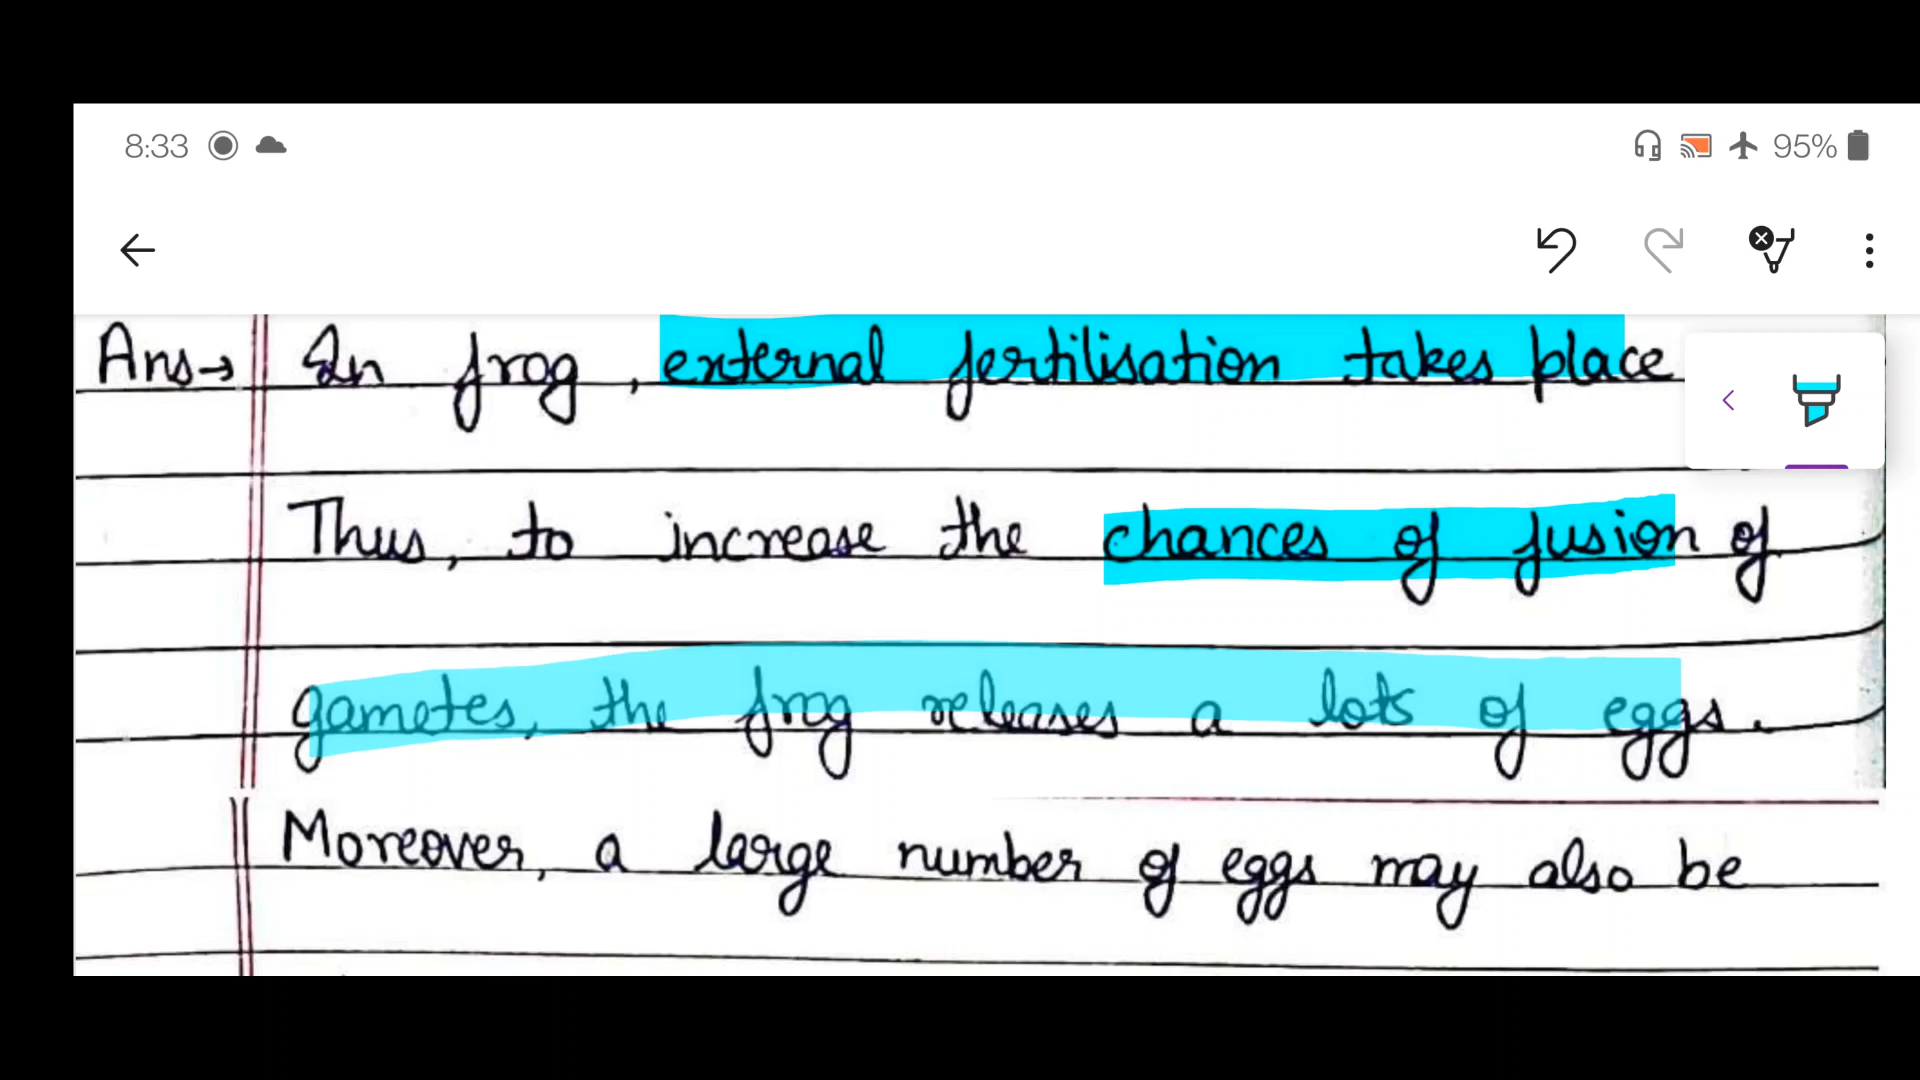 8:33 95%
Ans→ In frog, external fertilisation takes place
Thus, to increase the chances of fusion of
gametes, the frog releases a lots of eggs.
Moreover, a large number of eggs may also be